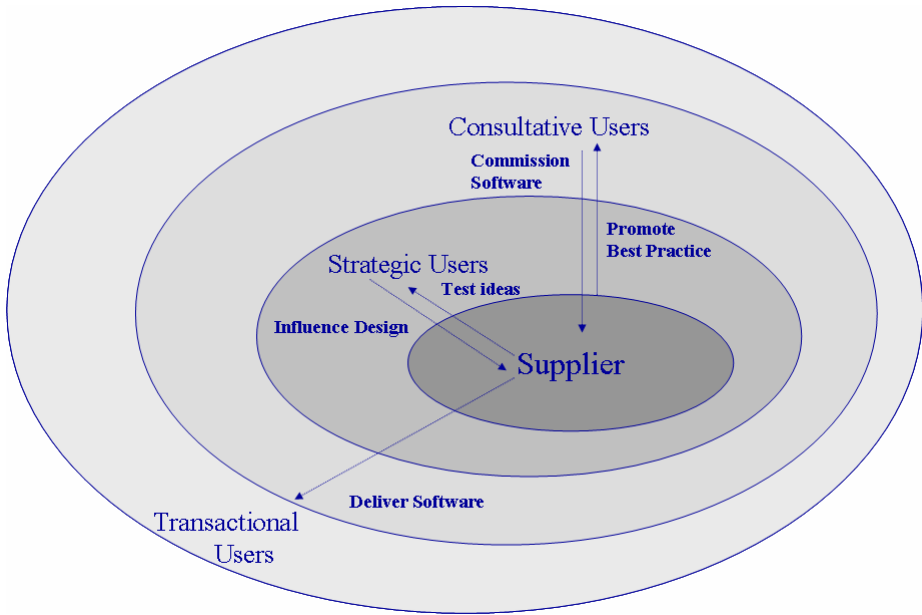 Consultative Users
Commission
Software
Promote
Best Practice
Strategic Users
Test ideas
Influence Design
Supplier
Deliver Software
Transactional
Users